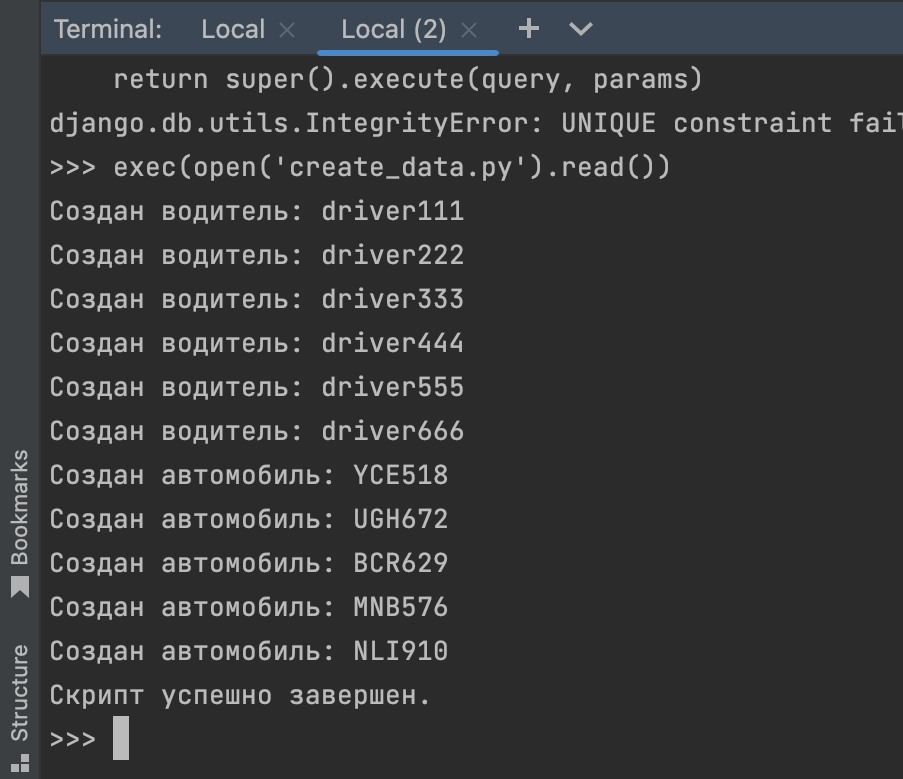 Terminal: Local × Local (2) × +
return super().execute(query, params)
django.db.utils.IntegrityError: UNIQUE constraint
>>> exec(open('create_data.py').read())
Создан водитель: driver111
Создан водитель: driver222
Создан водитель: driver333
Создан водитель: driver444
Создан водитель: driver555
Создан водитель: driver666
Создан автомобиль: YCE518
Создан автомобиль: UGH672
Создан автомобиль: BCR629
Создан автомобиль: MNB576
Создан автомобиль: NLI910
Скрипт успешно завершен.
>>>
Bookmarks
Structure